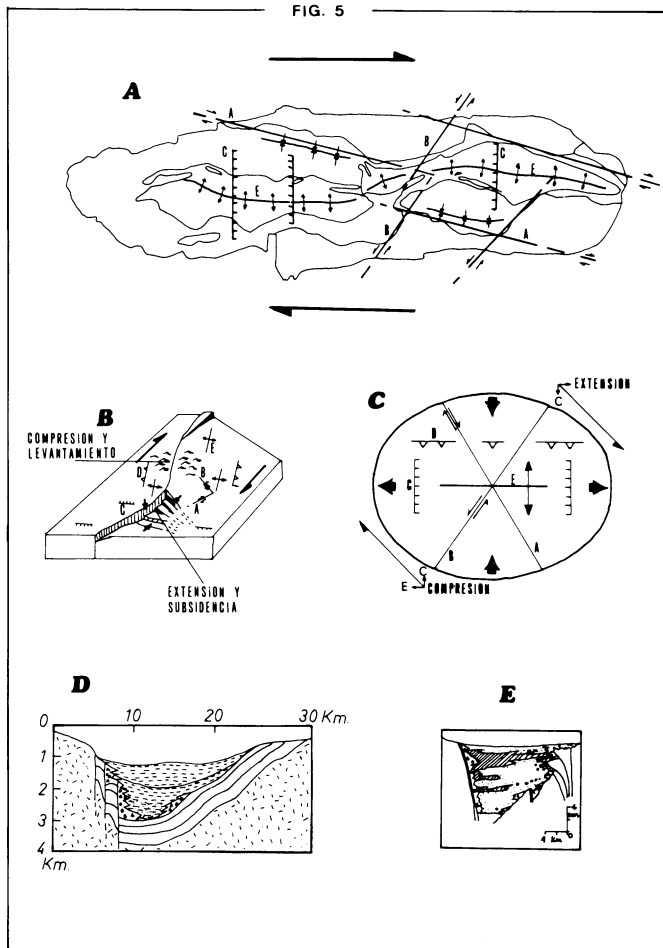 FIG. 5
A
A
C
B
C
E
E
B
A
B
COMPRESION Y
LEVANTAMIENTO
E
D
B
C
A
EXTENSION Y
SUBSIDENCIA
C
EXTENSION
C
D
E
C
B
A
C
E
COMPRESION
D
0 10 20 30 Km.
1
2
3
4
Km.
E
4 Km